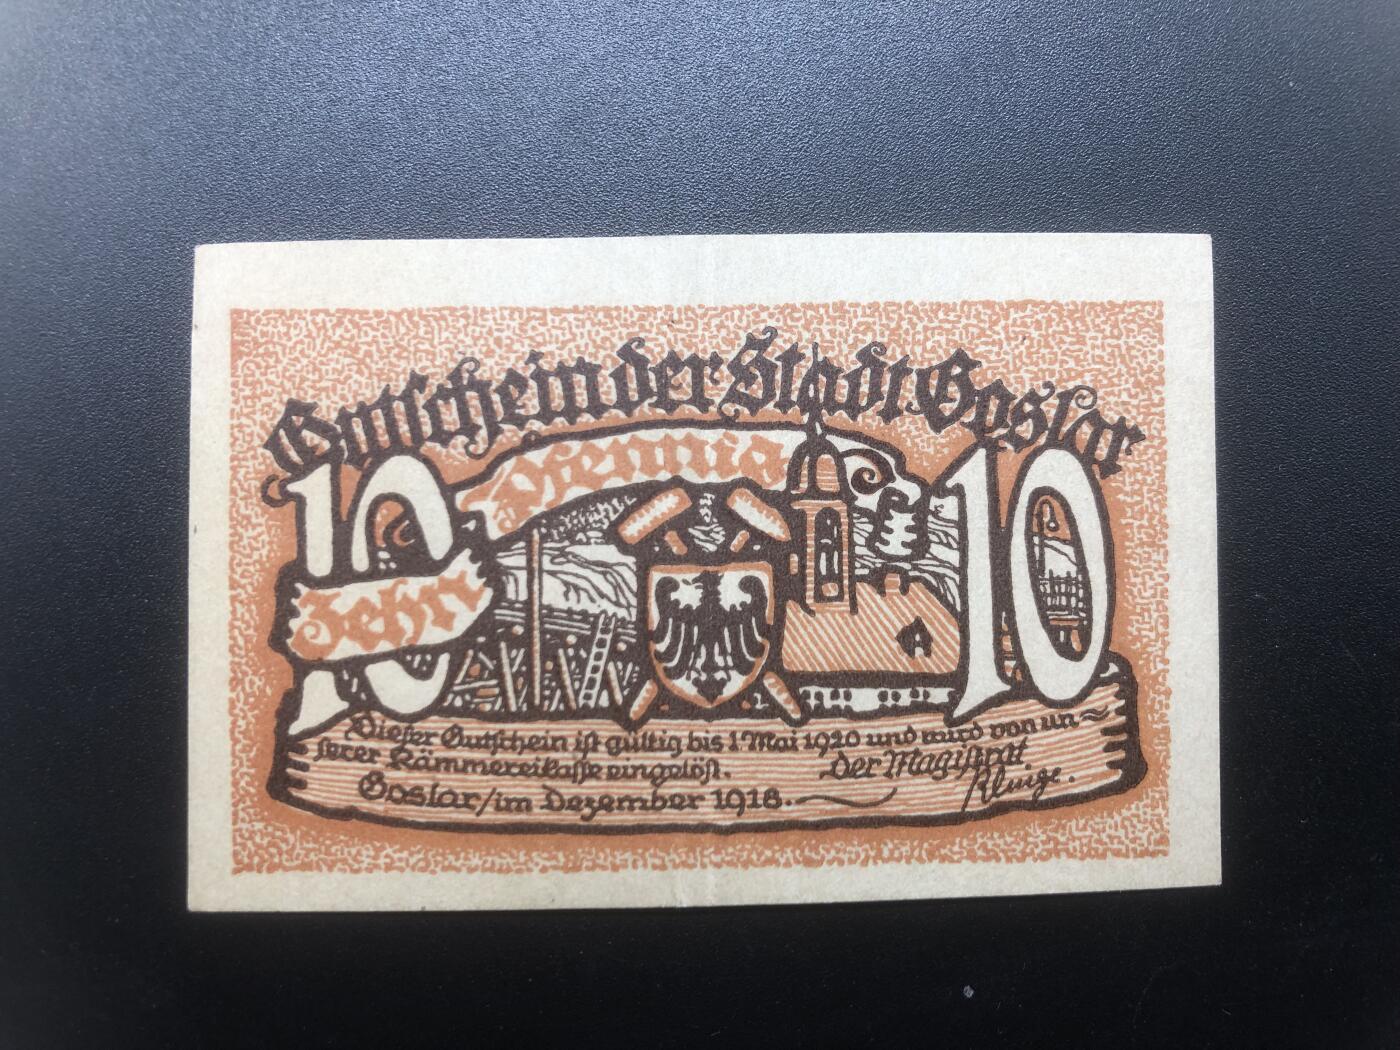 Gutschein der Stadt Goslar
Pfennig
10 10
Zehn
Dieser Gutschein ist gültig bis 1. Mai 1920 und wird von un=
serer Kämmereikasse eingelöst. Der Magistrat.
Goslar/im Dezember 1918. Klinge.